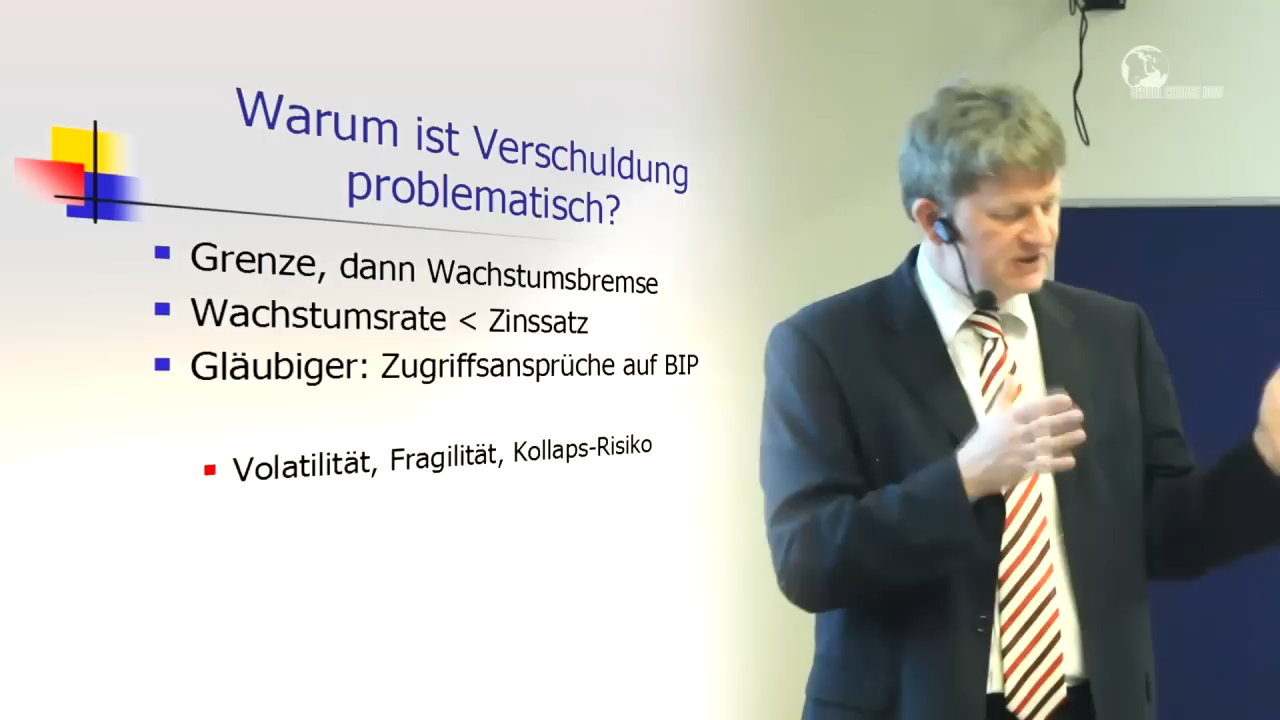 Warum ist Verschuldung
problematisch?
Grenze, dann Wachstumsbremse
Wachstumsrate < Zinssatz
Gläubiger: Zugriffsansprüche auf BIP
Volatilität, Fragilität, Kollaps-Risiko